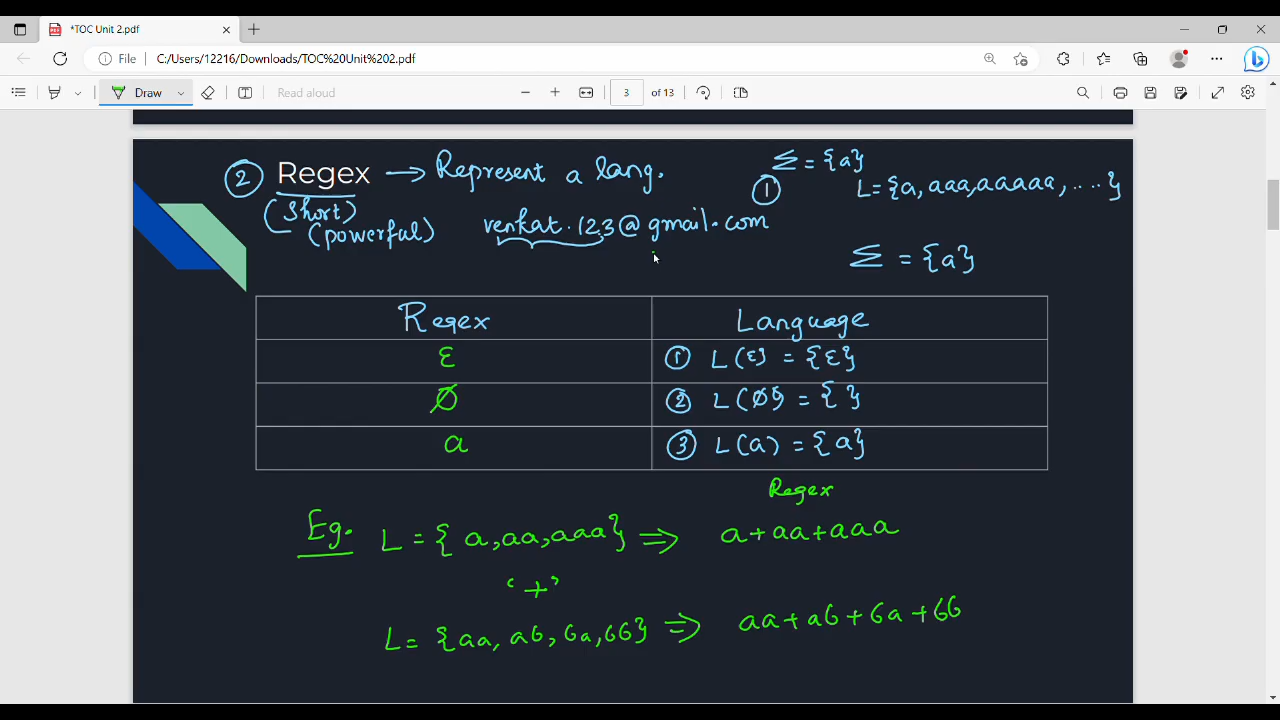 *TOC Unit 2.pdf
File C:/Users/12216/Downloads/TOC%20Unit%202.pdf
Draw Read aloud 3 of 13
② Regex → Represent a lang.
(Short)
(powerful)
venkat.123@gmail.com
Σ = {a}
① L={a, aaa, aaaaa, ....}
Σ = {a}
Regex Language
ε ① L(ε) = {ε}
Ø ② L(Ø) = { }
a ③ L(a) = {a}
Regex
Eg. L = { a,aa,aaa} ⇒ a+aa+aaa
'+'
L= {aa, ab, ba, bb} ⇒ aa+ab+ba+bb